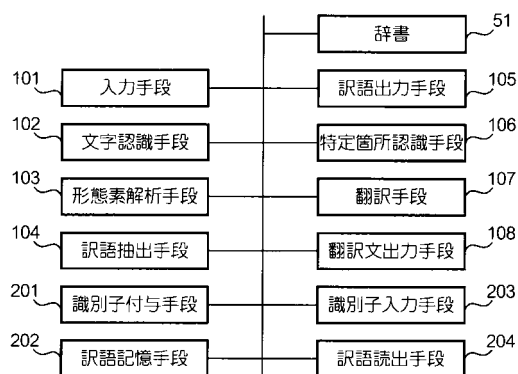 辞書 51
101 入力手段 訳語出力手段 105
102 文字認識手段 特定箇所認識手段 106
103 形態素解析手段 翻訳手段 107
104 訳語抽出手段 翻訳文出力手段 108
201 識別子付与手段 識別子入力手段 203
202 訳語記憶手段 訳語読出手段 204